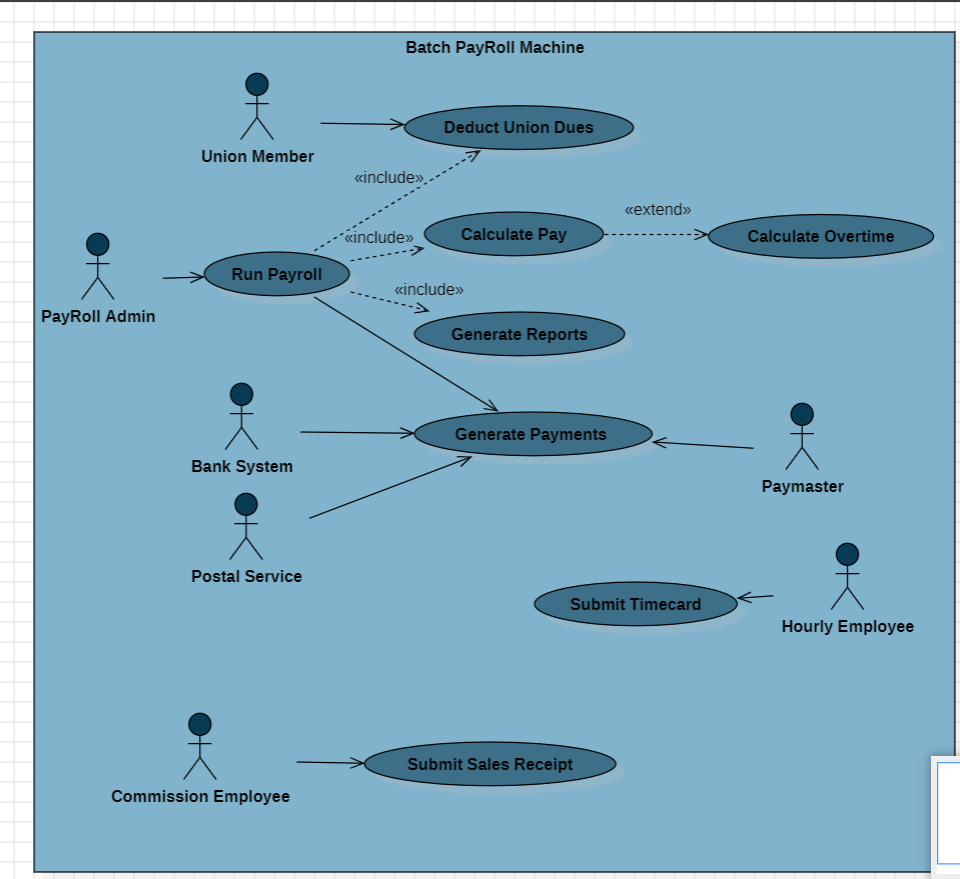 Batch PayRoll Machine
Union Member
Deduct Union Dues
«include»
«include»
Calculate Pay
«extend»
Calculate Overtime
PayRoll Admin
Run Payroll
«include»
Generate Reports
Bank System
Generate Payments
Paymaster
Postal Service
Submit Timecard
Hourly Employee
Commission Employee
Submit Sales Receipt